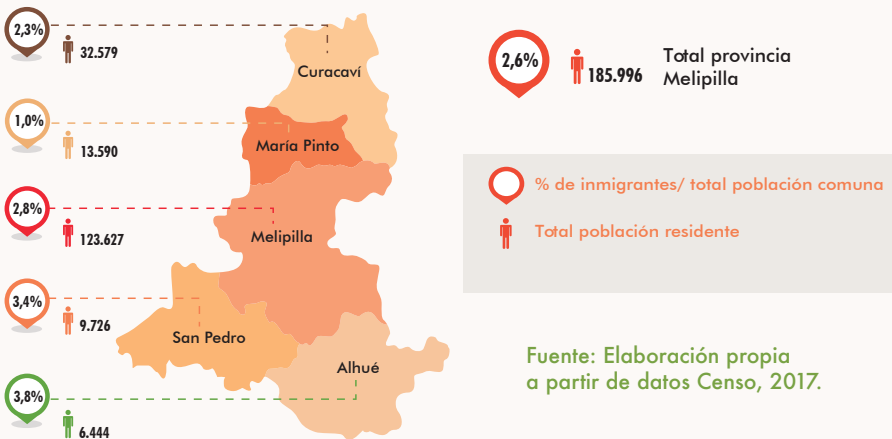 2,3%
32.579
Curacaví
1,0%
13.590
María Pinto
2,8%
123.627
Melipilla
3,4%
9.726
San Pedro
3,8%
6.444
Alhué
2,6%
185.996
Total provincia
Melipilla
% de inmigrantes/ total población comuna
Total población residente
Fuente: Elaboración propia
a partir de datos Censo, 2017.